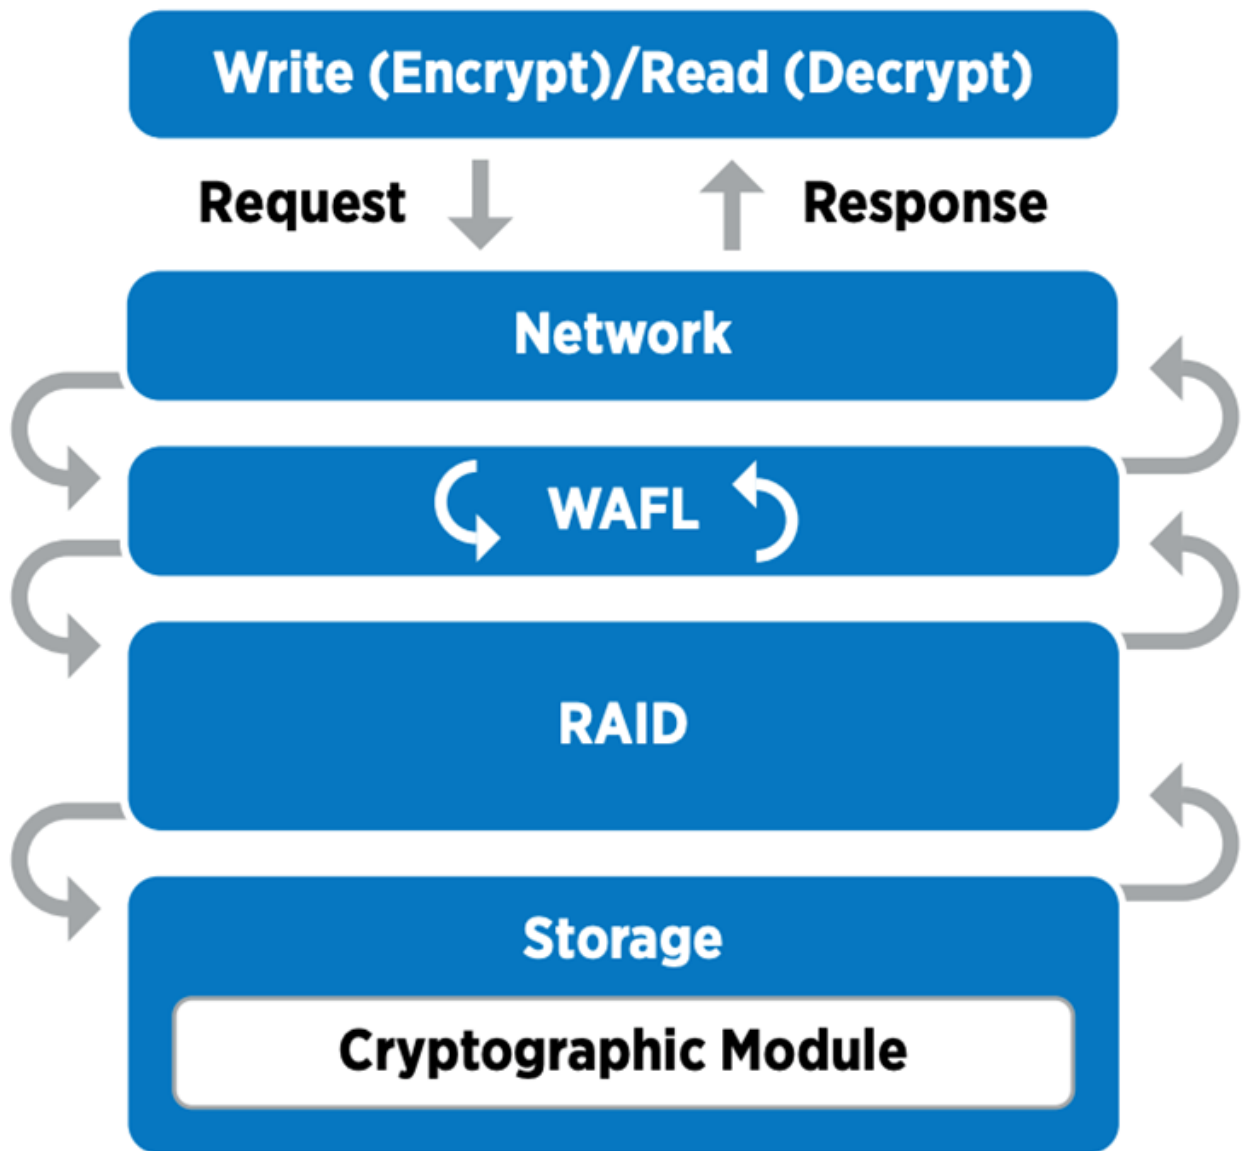 Write (Encrypt)/Read (Decrypt)
Request
Response
Network
WAFL
RAID
Storage
Cryptographic Module